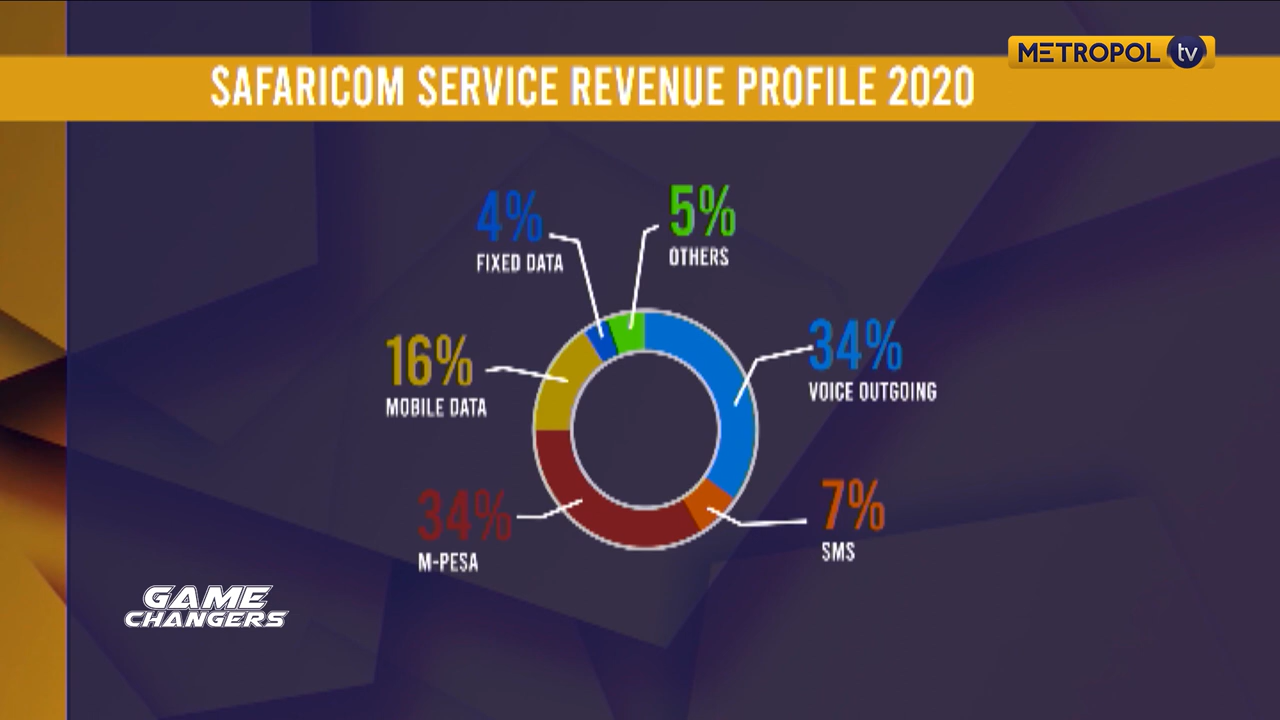 METROPOL tv
SAFARICOM SERVICE REVENUE PROFILE 2020
4%
FIXED DATA
5%
OTHERS
16%
MOBILE DATA
34%
VOICE OUTGOING
34%
M-PESA
7%
SMS
GAME
CHANGERS